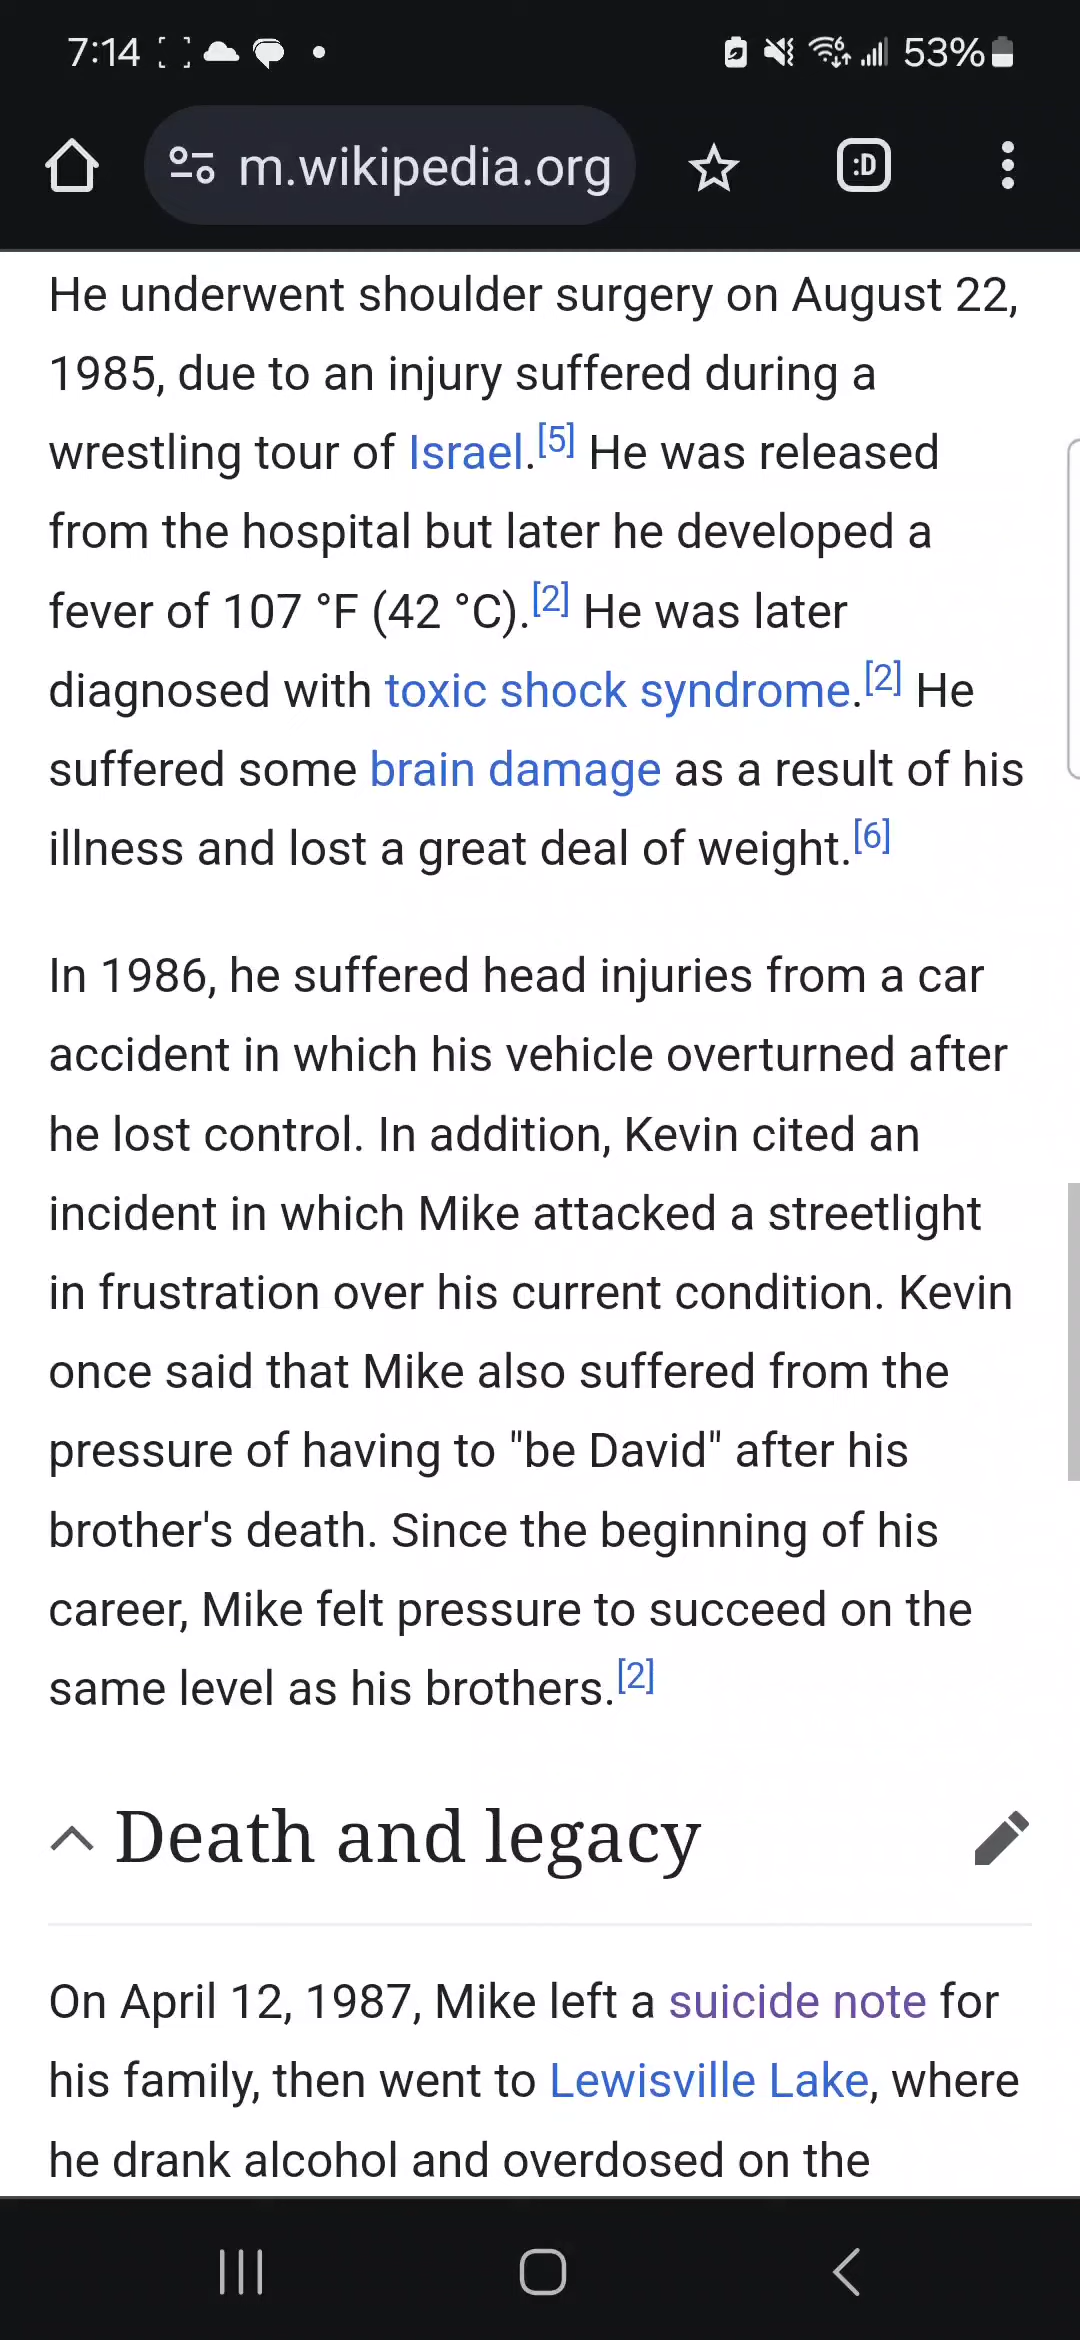 7:14
53%
m.wikipedia.org
:D
He underwent shoulder surgery on August 22,
1985, due to an injury suffered during a
wrestling tour of Israel.[5] He was released
from the hospital but later he developed a
fever of 107 °F (42 °C).[2] He was later
diagnosed with toxic shock syndrome.[2] He
suffered some brain damage as a result of his
illness and lost a great deal of weight.[6]
In 1986, he suffered head injuries from a car
accident in which his vehicle overturned after
he lost control. In addition, Kevin cited an
incident in which Mike attacked a streetlight
in frustration over his current condition. Kevin
once said that Mike also suffered from the
pressure of having to "be David" after his
brother's death. Since the beginning of his
career, Mike felt pressure to succeed on the
same level as his brothers.[2]
Death and legacy
On April 12, 1987, Mike left a suicide note for
his family, then went to Lewisville Lake, where
he drank alcohol and overdosed on the